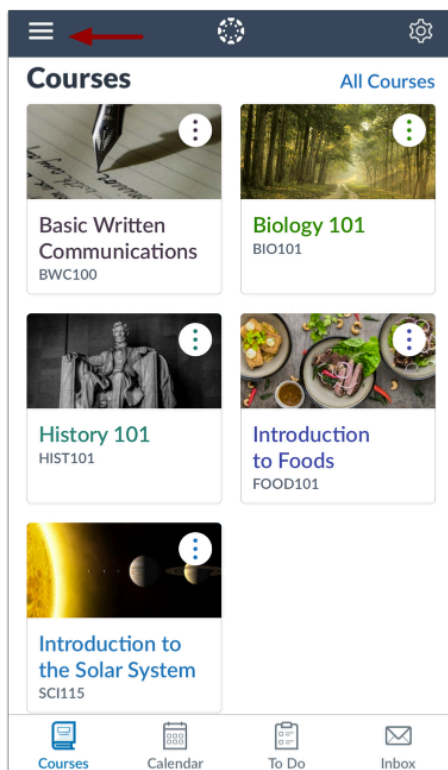 Courses
All Courses
Basic Written
Communications
BWC100
Biology 101
BIO101
History 101
HIST101
Introduction
to Foods
FOOD101
Introduction to
the Solar System
SCI115
Courses
Calendar
To Do
Inbox